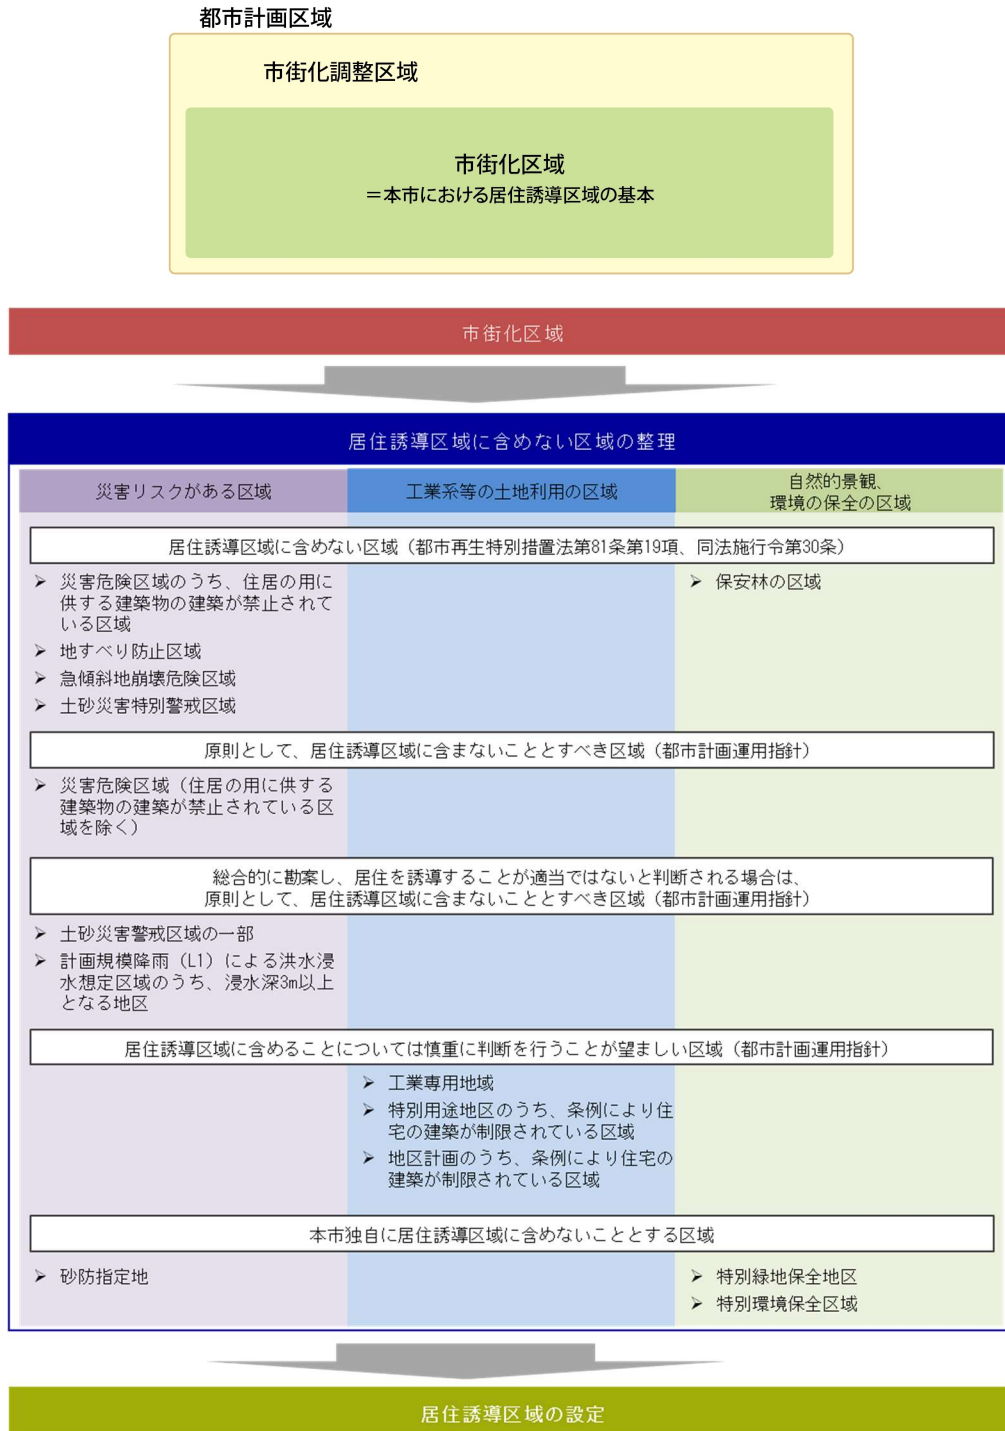 都市計画区域
市街化調整区域
市街化区域
＝本市における居住誘導区域の基本
市街化区域
居住誘導区域に含めない区域の整理
災害リスクがある区域
工業系等の土地利用の区域
自然的景観、
環境の保全の区域
居住誘導区域に含めない区域（都市再生特別措置法第81条第19項、同法施行令第30条）
➢ 災害危険区域のうち、住居の用に
供する建築物の建築が禁止されて
いる区域
➢ 地すべり防止区域
➢ 急傾斜地崩壊危険区域
➢ 土砂災害特別警戒区域
➢ 保安林の区域
原則として、居住誘導区域に含まないこととすべき区域（都市計画運用指針）
➢ 災害危険区域（住居の用に供する
建築物の建築が禁止されている区
域を除く）
総合的に勘案し、居住を誘導することが適当ではないと判断される場合は、
原則として、居住誘導区域に含まないこととすべき区域（都市計画運用指針）
➢ 土砂災害警戒区域の一部
➢ 計画規模降雨（L1）による洪水浸
水想定区域のうち、浸水深3m以上
となる地区
居住誘導区域に含めることについては慎重に判断を行うことが望ましい区域（都市計画運用指針）
➢ 工業専用地域
➢ 特別用途地区のうち、条例により住
宅の建築が制限されている区域
➢ 地区計画のうち、条例により住宅の
建築が制限されている区域
本市独自に居住誘導区域に含めないこととする区域
➢ 砂防指定地
➢ 特別緑地保全地区
➢ 特別環境保全区域
居住誘導区域の設定